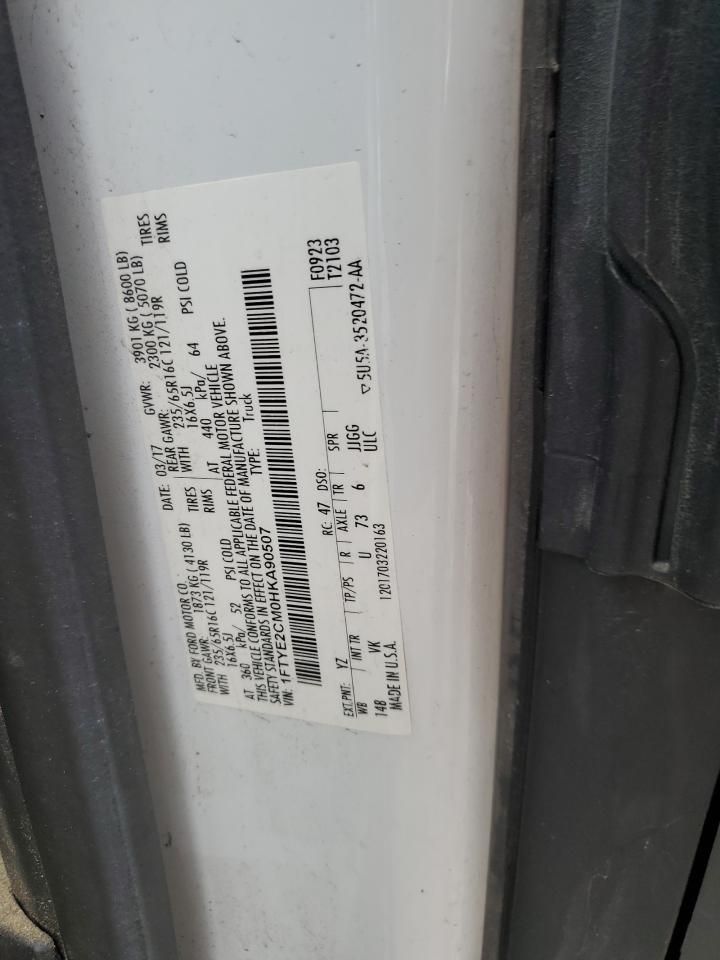 MFD. BY FORD MOTOR CO. DATE: 03/17 GVWR: 3901 KG ( 8600 LB)
FRONT GAWR: 1873 KG ( 4130 LB) REAR GAWR: 2300 KG ( 5070 LB)
WITH 235/65R16C 121/119R TIRES WITH 235/65R16C 121/119R TIRES
16X6.5J RIMS 16X6.5J RIMS
AT 360 kPa/ 52 PSI COLD AT 440 kPa/ 64 PSI COLD
THIS VEHICLE CONFORMS TO ALL APPLICABLE FEDERAL MOTOR VEHICLE
SAFETY STANDARDS IN EFFECT ON THE DATE OF MANUFACTURE SHOWN ABOVE.
VIN: 1FTYE2CM0HKA90507 TYPE: Truck
F0923
T2103
EXT.PNT: YZ RC: 47 DSO:
WB INT TR TP/PS R AXLE TR SPR
148 VK U 73 6 JJGG
MADE IN U.S.A. 1201703220163 ULC
5U5A-3520472-AA